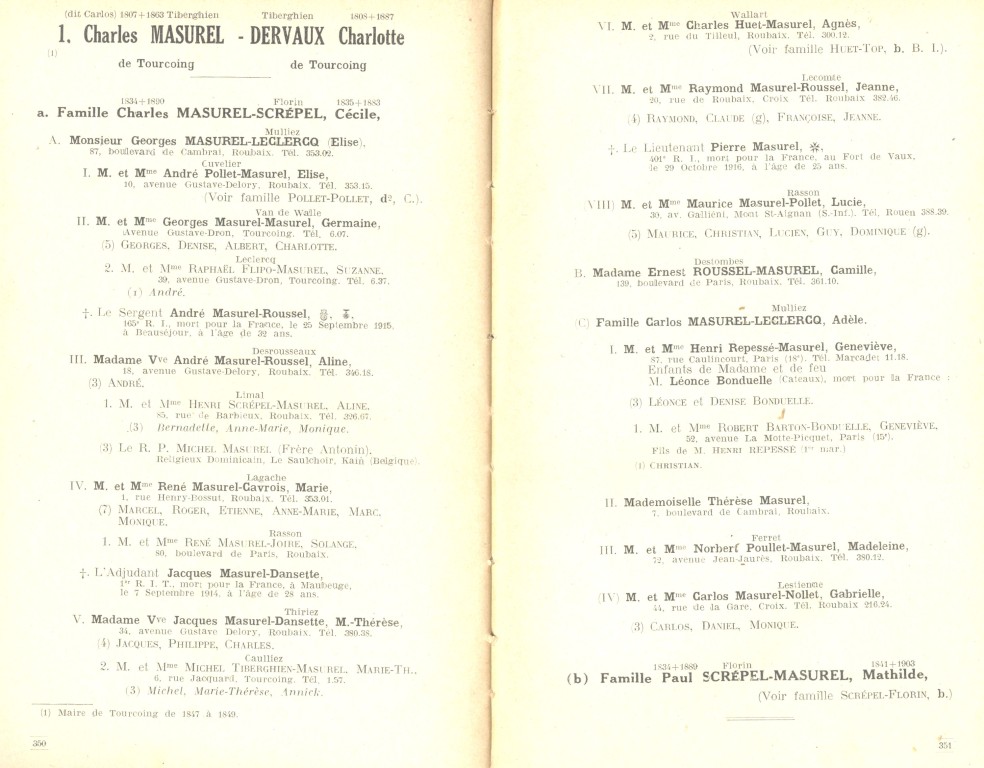 (dit Carlos) 1807+1863 Tiberghien Tiberghien 1808+1887
1. Charles MASUREL - DERVAUX Charlotte
(1)
de Tourcoing de Tourcoing
1834+1890 Florin 1835+1883
a. Famille Charles MASUREL-SCRÉPEL, Cécile,
Mulliez
A. Monsieur Georges MASUREL-LECLERCQ (Elise),
87, boulevard de Cambrai, Roubaix. Tél. 353.02.
Cuvelier
I. M. et Mme André Pollet-Masurel, Elise,
10, avenue Gustave-Delory, Roubaix. Tél. 353.15.
(Voir famille POLLET-POLLET, d², C.).
Van de Walle
II. M. et Mme Georges Masurel-Masurel, Germaine,
Avenue Gustave-Dron, Tourcoing. Tél. 6.07.
(5) GEORGES, DENISE, ALBERT, CHARLOTTE.
Leclercq
2. M. et Mme RAPHAËL FLIPO-MASUREL, SUZANNE,
39, avenue Gustave-Dron, Tourcoing. Tél. 6.37.
(1) André.
‡. Le Sergent André Masurel-Roussel,
165e R. I., mort pour la France, le 25 Septembre 1915,
à Beauséjour, à l'âge de 32 ans.
Desrousseaux
III. Madame Vve André Masurel-Roussel, Aline,
18, avenue Gustave-Delory, Roubaix. Tél. 346.18.
(3) ANDRÉ.
Limal
1. M. et Mme HENRI SCRÉPEL-MASUREL, ALINE,
85, rue de Barbieux, Roubaix. Tél. 326.67.
(3) Bernadette, Anne-Marie, Monique.
(3) Le R. P. MICHEL MASUREL (Frère Antonin),
Religieux Dominicain, Le Saulchoir, Kain (Belgique).
Lagache
IV. M. et Mme René Masurel-Cavrois, Marie,
1, rue Henry-Bossut, Roubaix. Tél. 353.01.
(7) MARCEL, ROGER, ETIENNE, ANNE-MARIE, MARC,
MONIQUE.
Rasson
1. M. et Mme RENÉ MASUREL-JOIRE, SOLANGE,
80, boulevard de Paris, Roubaix.
‡. L'Adjudant Jacques Masurel-Dansette,
1er R. I. T., mort pour la France, à Maubeuge,
le 7 Septembre 1914, à l'âge de 28 ans.
Thiriez
V. Madame Vve Jacques Masurel-Dansette, M.-Thérèse,
34, avenue Gustave Delory, Roubaix. Tél. 380.38.
(4) JACQUES, PHILIPPE, CHARLES.
Caulliez
2. M. et Mme MICHEL TIBERGHIEN-MASUREL, MARIE-TH.,
6, rue Jacquard, Tourcoing. Tél. 1.57.
(3) Michel, Marie-Thérèse, Annick.
(1) Maire de Tourcoing de 1847 à 1849.
350
Wallart
VI. M. et Mme Charles Huet-Masurel, Agnès,
2, rue du Tilleul, Roubaix. Tél. 300.12.
(Voir famille HUET-TOP, b. B. I.).
Lecomte
VII. M. et Mme Raymond Masurel-Roussel, Jeanne,
20, rue de Roubaix, Croix Tél. Roubaix 382.46.
(4) RAYMOND, CLAUDE (g), FRANÇOISE, JEANNE.
‡. Le Lieutenant Pierre Masurel,
401e R. I., mort pour la France, au Fort de Vaux,
le 29 Octobre 1916, à l'âge de 25 ans.
Rasson
VIII) M. et Mme Maurice Masurel-Pollet, Lucie,
30, av. Galliéni, Mont St-Aignan (S.-Inf.). Tél. Rouen 388.39.
(5) MAURICE, CHRISTIAN, LUCIEN, GUY, DOMINIQUE (g).
Destombes
B. Madame Ernest ROUSSEL-MASUREL, Camille,
139, boulevard de Paris, Roubaix. Tél. 361.10.
Mulliez
(C) Famille Carlos MASUREL-LECLERCQ, Adèle.
I. M. et Mme Henri Repessé-Masurel, Geneviève,
87, rue Caulincourt, Paris (18e). Tél. Marcadet 11.18.
Enfants de Madame et de feu
M. Léonce Bonduelle (Cateaux), mort pour la France :
(3) LÉONCE et DENISE BONDUELLE.
1. M. et Mme ROBERT BARTON-BONDUELLE, GENEVIÈVE,
52, avenue La Motte-Picquet, Paris (15e).
Fils de M. HENRI REPESSÉ (1er mar.)
(1) CHRISTIAN.
II. Mademoiselle Thérèse Masurel,
7, boulevard de Cambrai, Roubaix.
Ferret
III. M. et Mme Norbert Poullet-Masurel, Madeleine,
72, avenue Jean-Jaurès, Roubaix. Tél. 380.12.
Lestienne
(IV) M. et Mme Carlos Masurel-Nollet, Gabrielle,
44, rue de la Gare, Croix. Tél. Roubaix 216.24.
(3) CARLOS, DANIEL, MONIQUE.
1834+1889 Florin 1841+1903
(b) Famille Paul SCRÉPEL-MASUREL, Mathilde,
(Voir famille SCRÉPEL-FLORIN, b.)
351